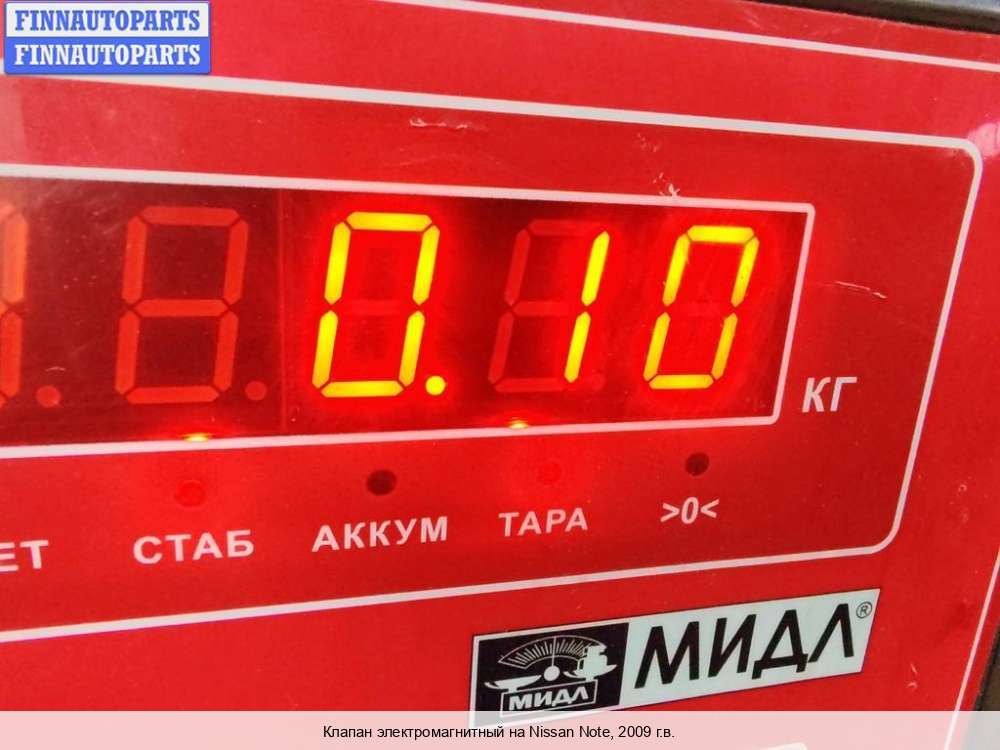 FINNAUTOPARTS
FINNAUTOPARTS
0.10
КГ
СТАБ АККУМ ТАРА >0<
МИДЛ
МИДЛ®
Клапан электромагнитный на Nissan Note, 2009 г.в.